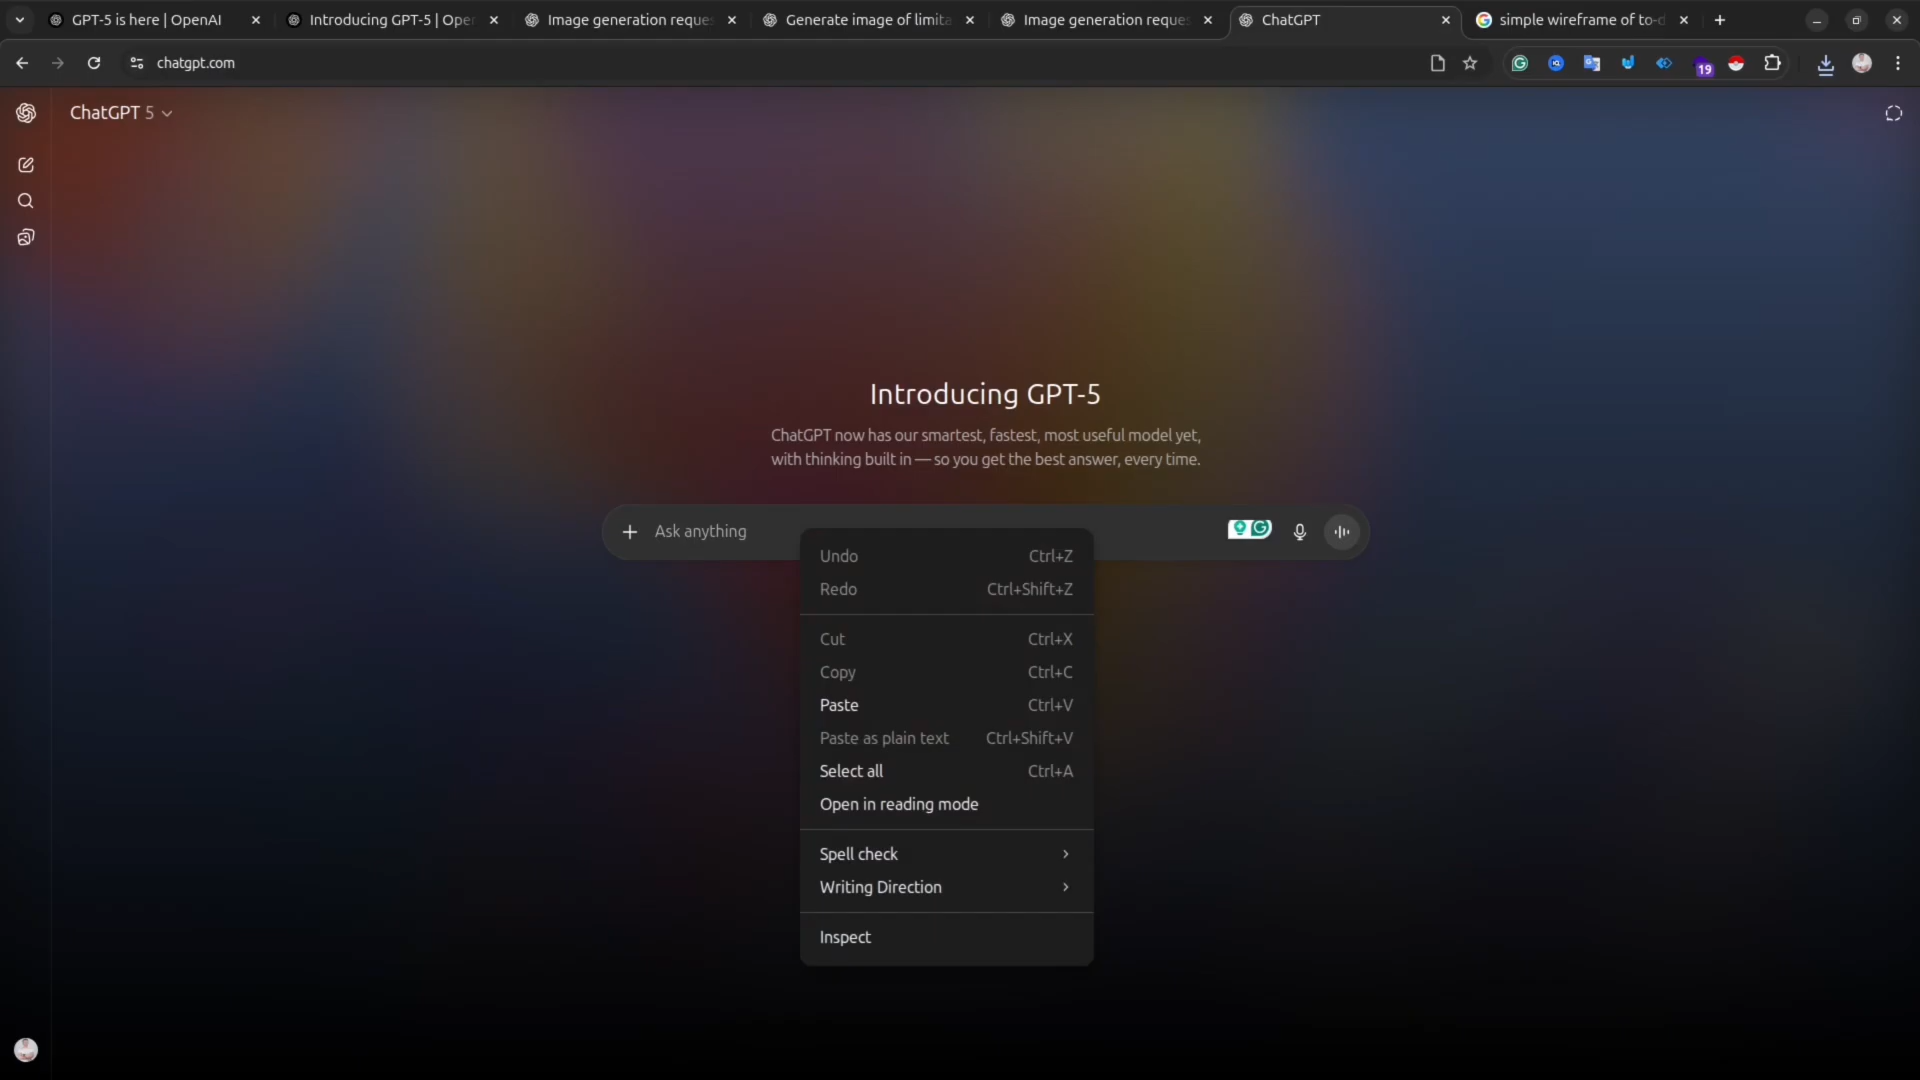 GPT-5 is here | OpenAI
Introducing GPT-5 | Oper
Image generation reques
Generate image of limita
Image generation reques
ChatGPT
simple wireframe of to-d
chatgpt.com
19
ChatGPT 5
Introducing GPT-5
ChatGPT now has our smartest, fastest, most useful model yet,
with thinking built in — so you get the best answer, every time.
Ask anything
Undo Ctrl+Z
Redo Ctrl+Shift+Z
Cut Ctrl+X
Copy Ctrl+C
Paste Ctrl+V
Paste as plain text Ctrl+Shift+V
Select all Ctrl+A
Open in reading mode
Spell check
Writing Direction
Inspect